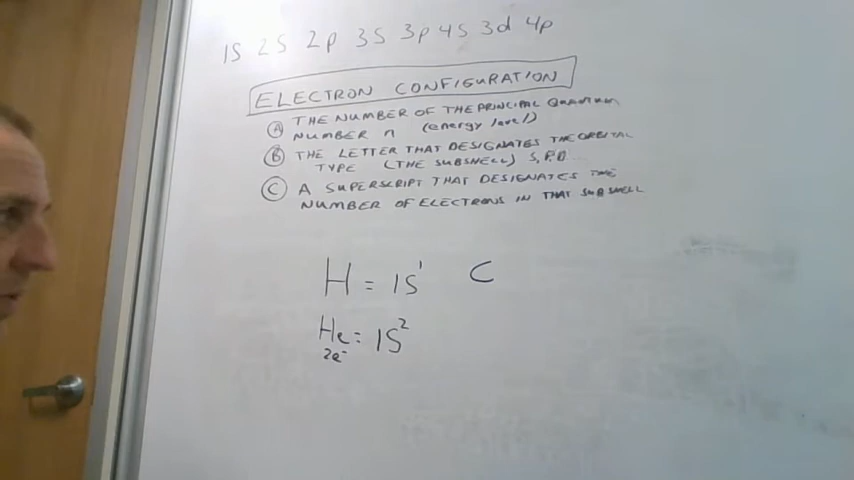 1S 2S 2p 3S 3p 4S 3d 4p
ELECTRON CONFIGURATION
A THE NUMBER OF THE PRINCIPAL QUANTUM
NUMBER n (energy level)
B THE LETTER THAT DESIGNATES THE ORBITAL
TYPE (THE SUBSHELL) S, P, D...
C A SUPERSCRIPT THAT DESIGNATES THE
NUMBER OF ELECTRONS IN THAT SUBSHELL
H = 1S¹ C
He = 1S²
2e⁻